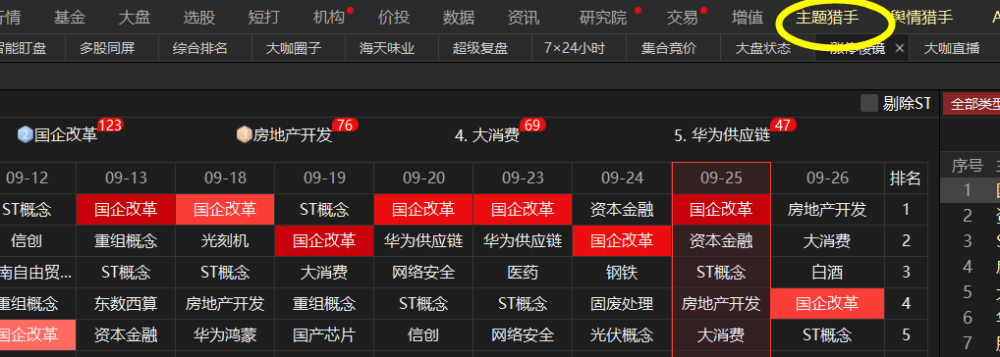 行情 基金 大盘 选股 短打 机构 价投 数据 资讯 研究院 交易 增值 主题猎手 舆情猎手 A
智能盯盘 多股同屏 综合排名 大咖圈子 海天味业 超级复盘 7×24小时 集合竞价 大盘状态 涨停棱镜 × 大咖直播
剔除ST 全部类型
2 国企改革 123 3 房地产开发 76 4. 大消费 69 5. 华为供应链 47
09-12 09-13 09-18 09-19 09-20 09-23 09-24 09-25 09-26 排名 序号
ST概念 国企改革 国企改革 ST概念 国企改革 国企改革 资本金融 国企改革 房地产开发 1 1
信创 重组概念 光刻机 国企改革 华为供应链 华为供应链 国企改革 资本金融 大消费 2 2
南自由贸... ST概念 ST概念 大消费 网络安全 医药 钢铁 ST概念 白酒 3 3
重组概念 东数西算 房地产开发 重组概念 ST概念 ST概念 固废处理 房地产开发 国企改革 4 4
国企改革 资本金融 华为鸿蒙 国产芯片 信创 网络安全 光伏概念 大消费 ST概念 5 5
6
7